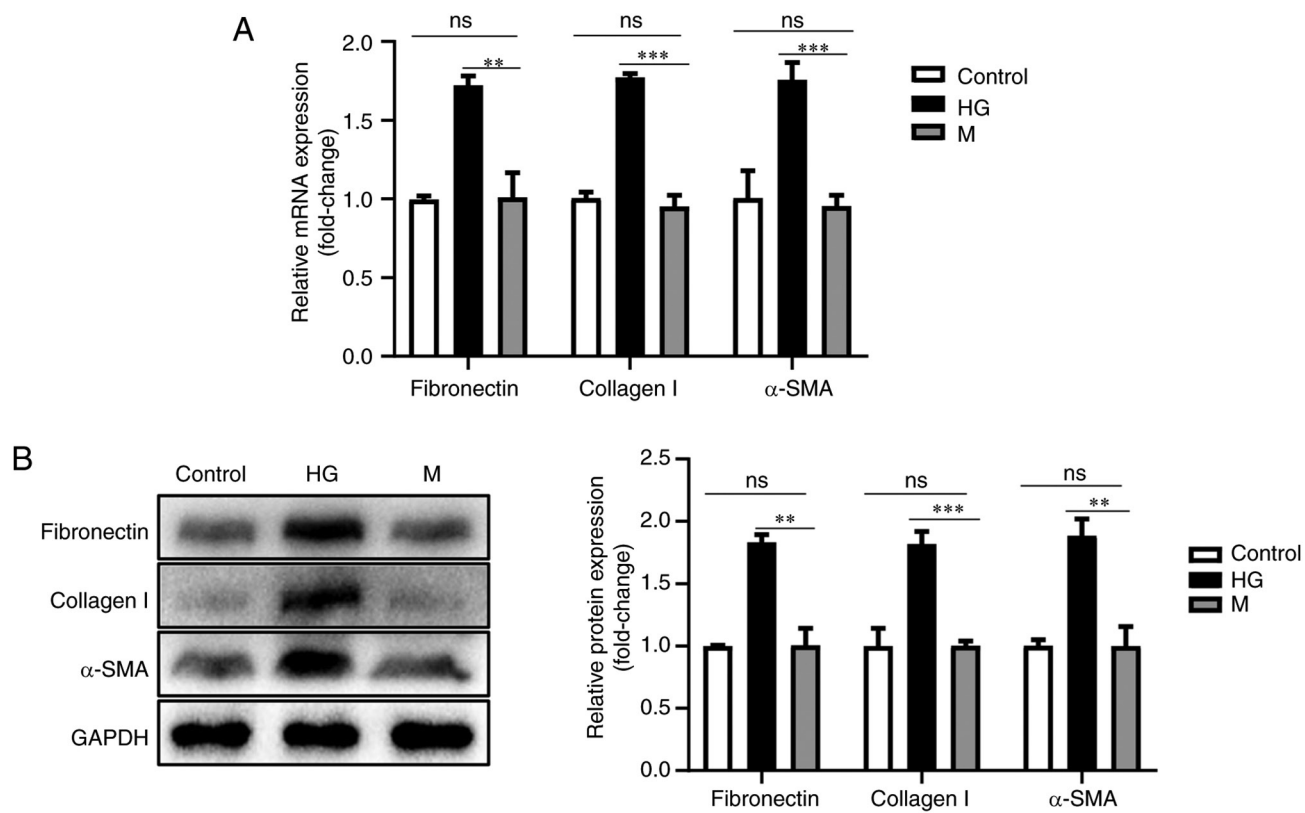 A
ns
ns
ns
**
***
***
Relative mRNA expression
(fold-change)
2.0
1.5
1.0
0.5
0.0
Fibronectin
Collagen I
α-SMA
Control
HG
M
B
Control
HG
M
Fibronectin
Collagen I
α-SMA
GAPDH
ns
ns
ns
**
***
**
Relative protein expression
(fold-change)
2.5
2.0
1.5
1.0
0.5
0.0
Fibronectin
Collagen I
α-SMA
Control
HG
M